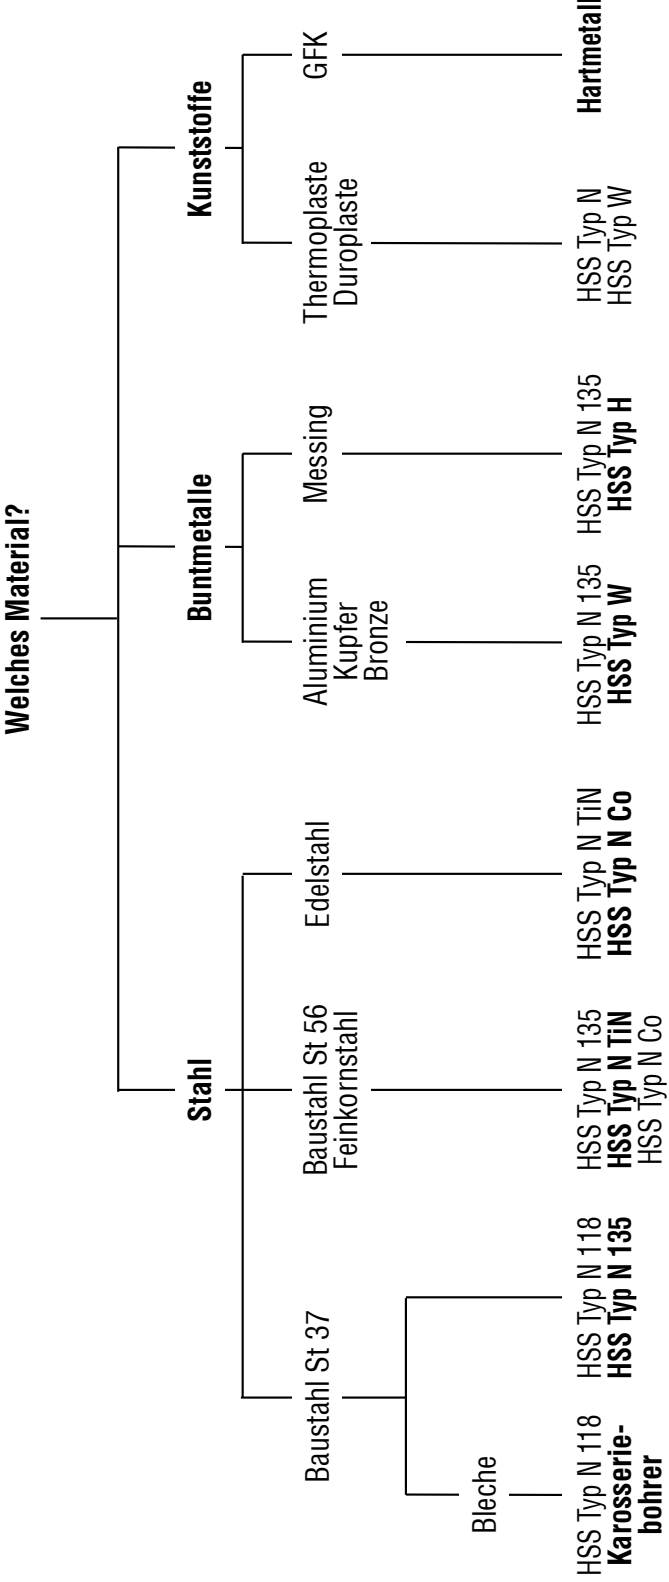 Welches Material?
Stahl
Buntmetalle
Kunststoffe
Baustahl St 37
Baustahl St 56
Feinkornstahl
Edelstahl
Aluminium
Kupfer
Bronze
Messing
Thermoplaste
Duroplaste
GFK
Bleche
HSS Typ N 118
Karosserie-
bohrer
HSS Typ N 118
HSS Typ N 135
HSS Typ N 135
HSS Typ N TiN
HSS Typ N Co
HSS Typ N TiN
HSS Typ N Co
HSS Typ N 135
HSS Typ W
HSS Typ N 135
HSS Typ H
HSS Typ N
HSS Typ W
Hartmetall